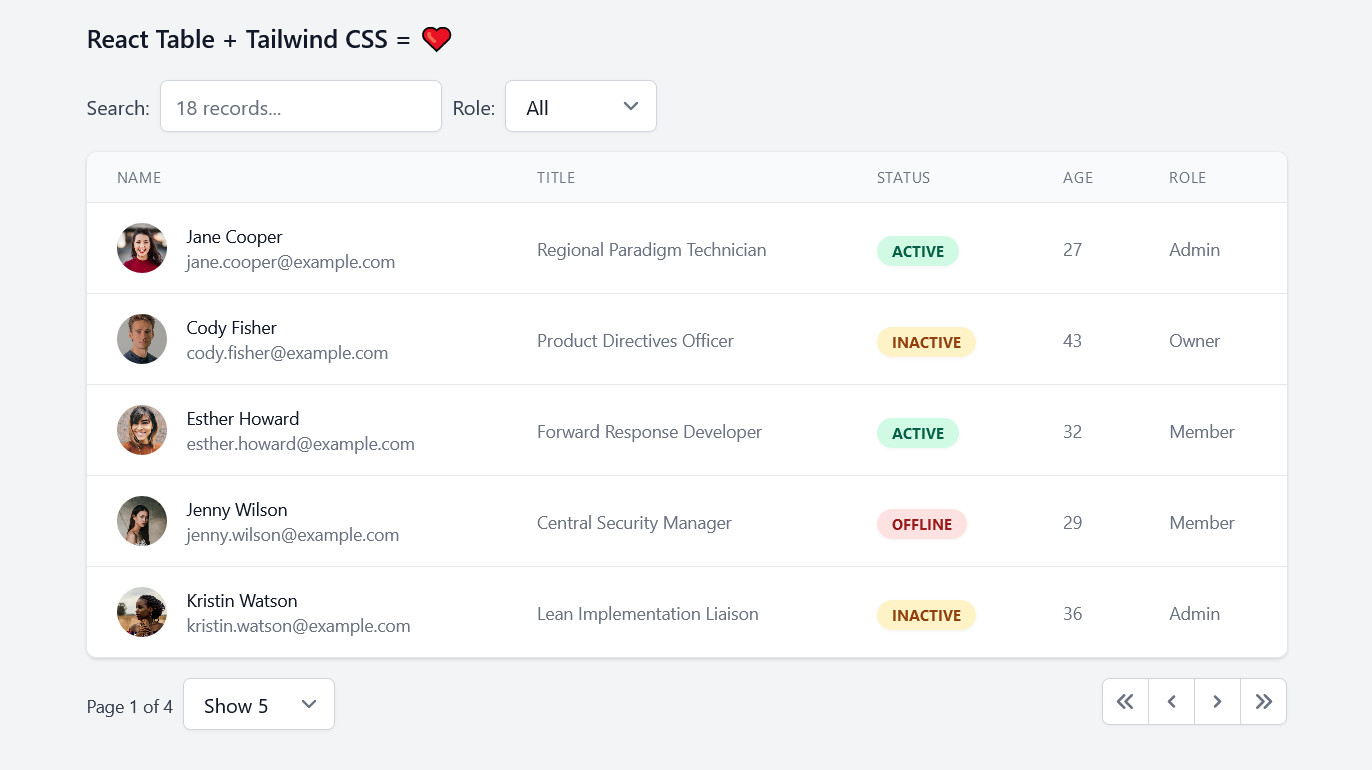 React Table + Tailwind CSS = ❤️
Search: 18 records... Role: All
NAME TITLE STATUS AGE ROLE
Jane Cooper
jane.cooper@example.com
Regional Paradigm Technician ACTIVE 27 Admin
Cody Fisher
cody.fisher@example.com
Product Directives Officer INACTIVE 43 Owner
Esther Howard
esther.howard@example.com
Forward Response Developer ACTIVE 32 Member
Jenny Wilson
jenny.wilson@example.com
Central Security Manager OFFLINE 29 Member
Kristin Watson
kristin.watson@example.com
Lean Implementation Liaison INACTIVE 36 Admin
Page 1 of 4 Show 5